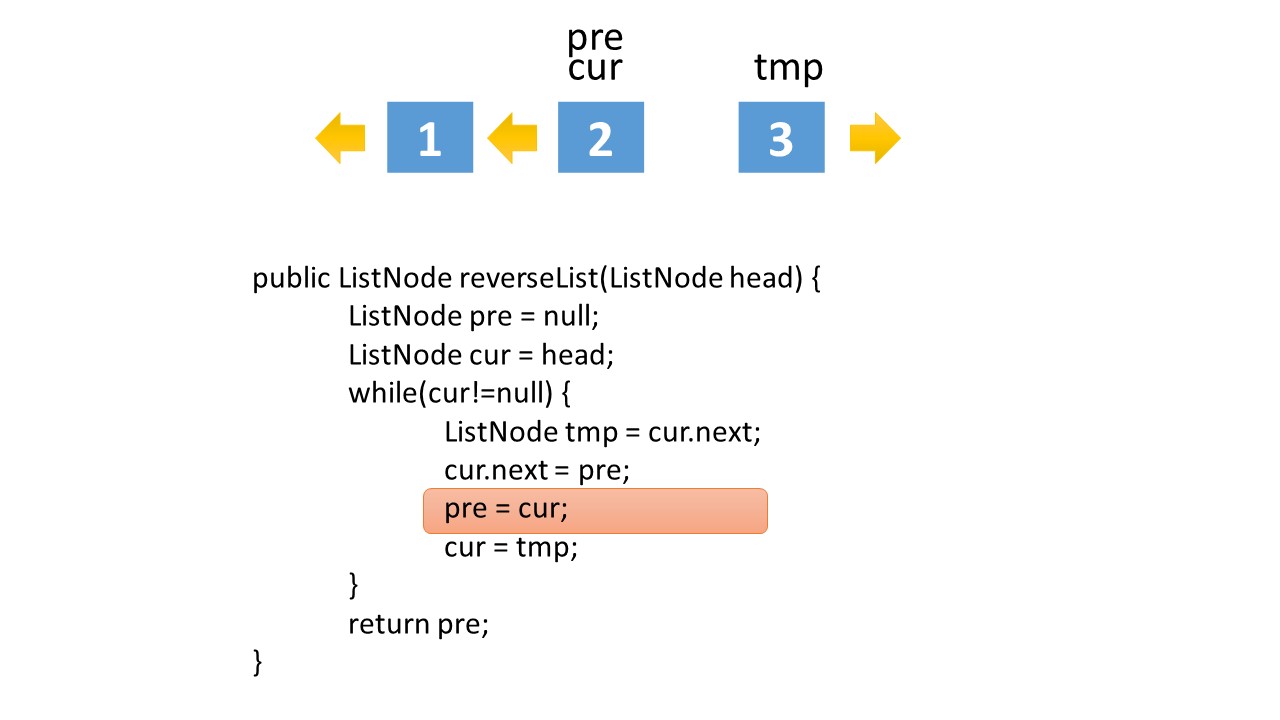 pre
cur
tmp
1
2
3
public ListNode reverseList(ListNode head) {
ListNode pre = null;
ListNode cur = head;
while(cur!=null) {
ListNode tmp = cur.next;
cur.next = pre;
pre = cur;
cur = tmp;
}
return pre;
}